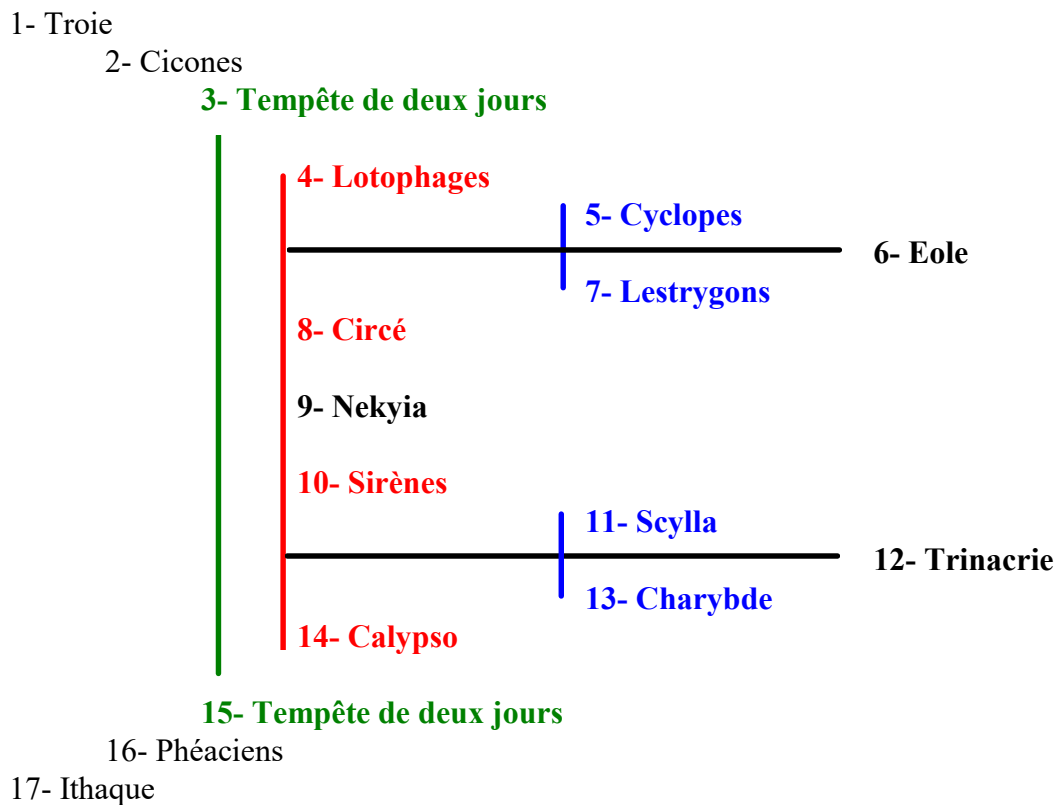 1- Troie
2- Cicones
3- Tempête de deux jours
4- Lotophages
5- Cyclopes
6- Eole
7- Lestrygons
8- Circé
9- Nekyia
10- Sirènes
11- Scylla
12- Trinacrie
13- Charybde
14- Calypso
15- Tempête de deux jours
16- Phéaciens
17- Ithaque